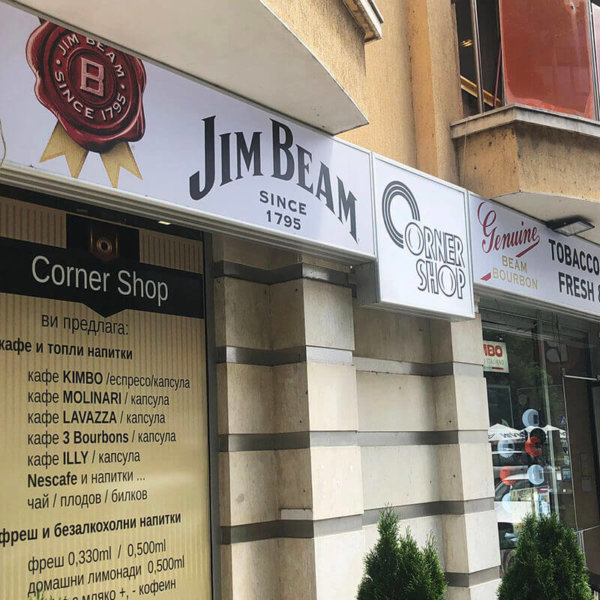 JIM BEAM
B
SINCE 1795
JIM BEAM
SINCE
1795
CORNER
SHOP
Genuine
BEAM
BOURBON
TOBACCO
FRESH &
Corner Shop
ви предлага:
кафе и топли напитки
кафе KIMBO /еспресо/капсула
кафе MOLINARI / капсула
кафе LAVAZZA / капсула
кафе 3 Bourbons / капсула
кафе ILLY / капсула
Nescafe и напитки ...
чай / плодов / билков
фреш и безалкохолни напитки
фреш 0,330ml / 0,500ml
домашни лимонади 0,500ml
мляко +, - кофеин